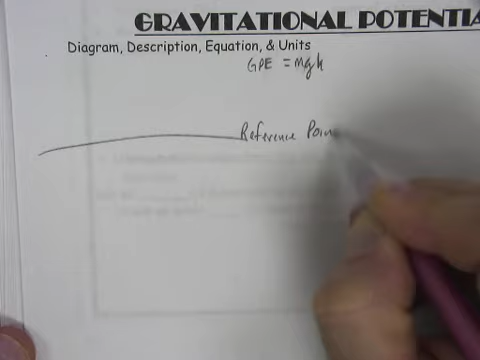 GRAVITATIONAL POTENTIA
Diagram, Description, Equation, & Units
GPE = mgh
Reference Poin